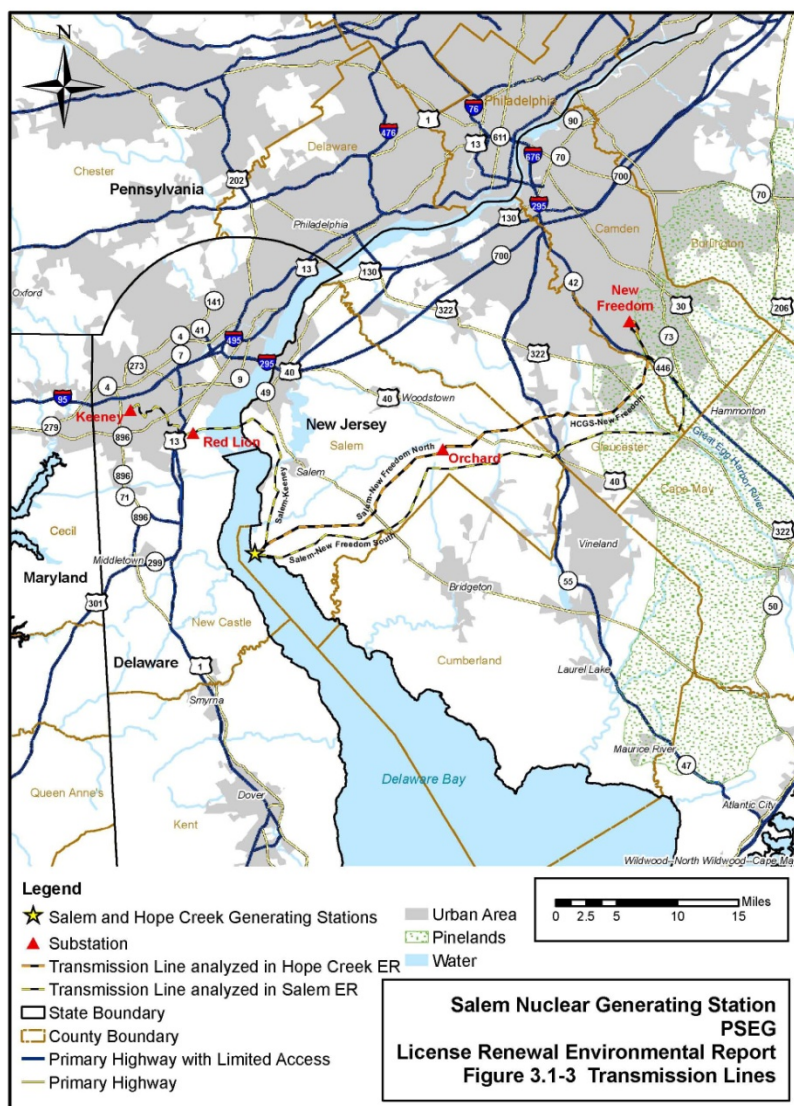 N
76
Philadelphia
90
1
611
476
13
676
Delaware
70
Chester
700
Pennsylvania
202
295
70
130
Camden
Burlington
Philadelphia
700
13
130
New
Freedom
Oxford
141
42
30
206
322
41
4
495
73
7
322
273
295
446
9
40
4
95
Keeney
49
40
Woodstown
HCGS-New Freedom
Hammonton
279
896
13
Red Lion
New Jersey
Salem
Gloucester
Great Egg Harbor River
Salem-New Freedom North
Orchard
896
Salem
40
Cape May
71
Salem-Keeney
Cecil
896
322
Middletown
299
Salem-New Freedom South
Vineland
Maryland
Bridgeton
55
301
50
New Castle
Cumberland
Delaware
1
Laurel Lake
Smyrna
Maurice River
47
Queen Anne's
Delaware Bay
Dover
Atlantic City
Kent
Wildwood--North Wildwood--Cape Ma
Legend
Salem and Hope Creek Generating Stations
Substation
Transmission Line analyzed in Hope Creek ER
Transmission Line analyzed in Salem ER
State Boundary
County Boundary
Primary Highway with Limited Access
Primary Highway
Urban Area
Pinelands
Water
Miles
0 2.5 5 10 15
Salem Nuclear Generating Station
PSEG
License Renewal Environmental Report
Figure 3.1-3 Transmission Lines